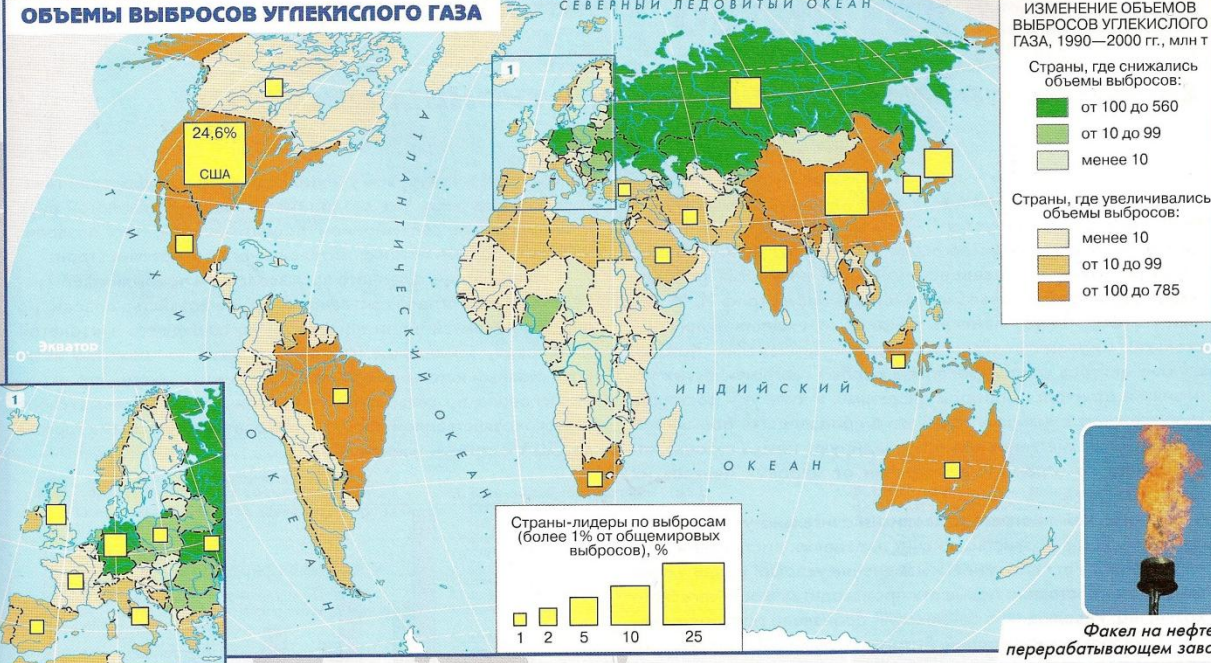 ОБЪЕМЫ ВЫБРОСОВ УГЛЕКИСЛОГО ГАЗА
СЕВЕРНЫЙ ЛЕДОВИТЫЙ ОКЕАН
ИЗМЕНЕНИЕ ОБЪЕМОВ
ВЫБРОСОВ УГЛЕКИСЛОГО
ГАЗА, 1990—2000 гг., млн т
Страны, где снижались
объемы выбросов:
от 100 до 560
от 10 до 99
менее 10
Страны, где увеличивались
объемы выбросов:
менее 10
от 10 до 99
от 100 до 785
1
24,6%
США
ТИХИЙ ОКЕАН
АТЛАНТИЧЕСКИЙ ОКЕАН
0° Экватор
0
ИНДИЙСКИЙ
ОКЕАН
1
Страны-лидеры по выбросам
(более 1% от общемировых
выбросов), %
1 2 5 10 25
Факел на нефте
перерабатывающем заво